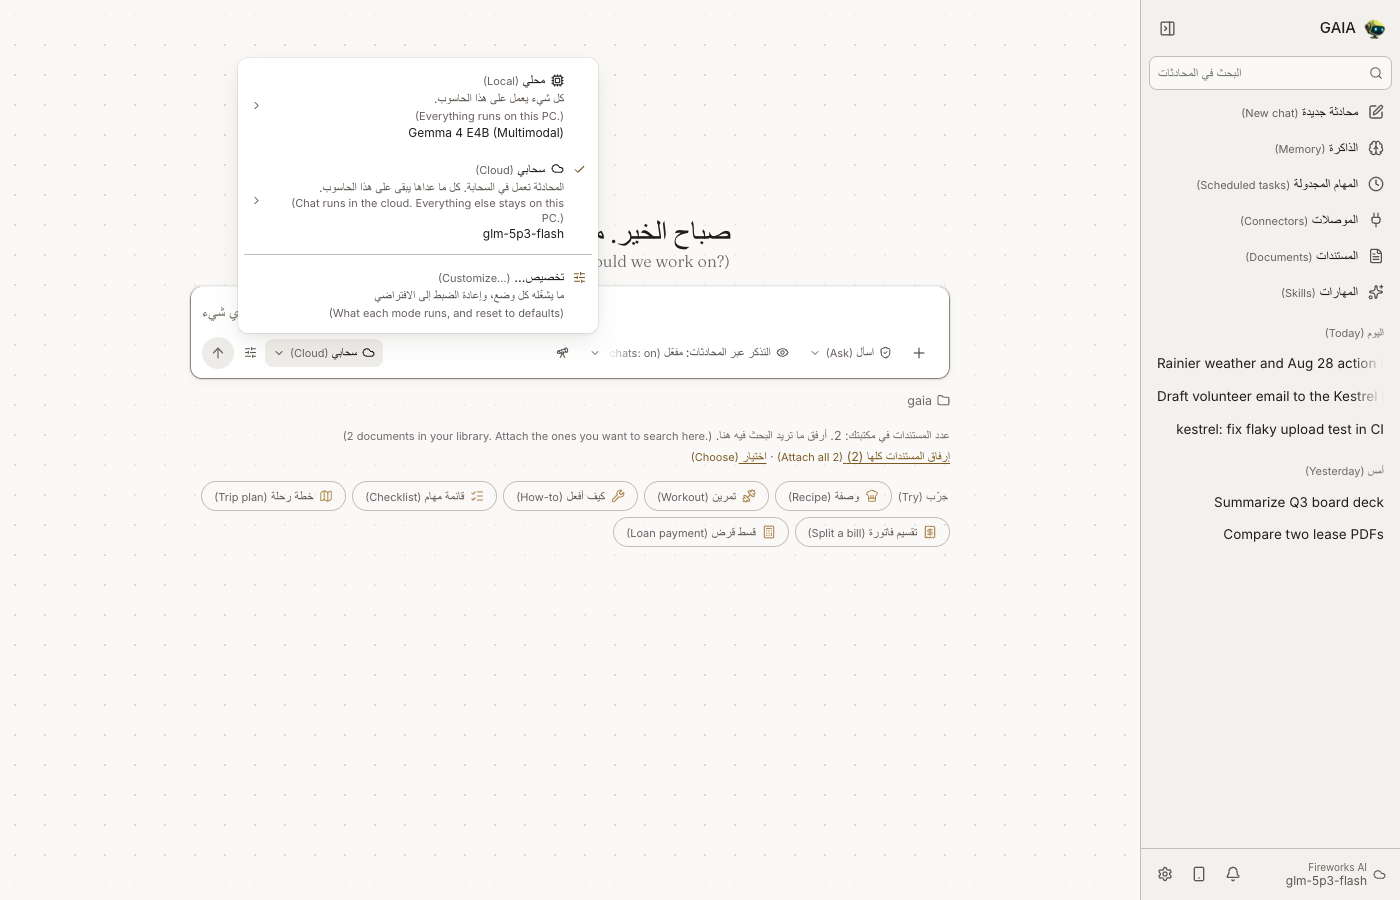 GAIA
البحث في المحادثات
محادثة جديدة (New chat)
الذاكرة (Memory)
المهام المجدولة (Scheduled tasks)
الموصلات (Connectors)
المستندات (Documents)
المهارات (Skills)
اليوم (Today)
Rainier weather and Aug 28 action
Draft volunteer email to the Kestrel
kestrel: fix flaky upload test in CI
أمس (Yesterday)
Summarize Q3 board deck
Compare two lease PDFs
Fireworks AI
glm-5p3-flash
محلي (Local)
كل شيء يعمل على هذا الحاسوب.
(Everything runs on this PC.)
Gemma 4 E4B (Multimodal)
سحابي (Cloud)
المحادثة تعمل في السحابة. كل ما عداها يبقى على هذا الحاسوب.
(Chat runs in the cloud. Everything else stays on this
PC.)
glm-5p3-flash
تخصيص... (Customize...)
ما يشغّله كل وضع، وإعادة الضبط إلى الافتراضي
(What each mode runs, and reset to defaults)
صباح الخير.
we work on?)
شيء
اسأل (Ask)
التذكر عبر المحادثات: مفعّل chats: on)
سحابي (Cloud)
gaia
عدد المستندات في مكتبتك: 2. أرفق ما تريد البحث فيه هنا. (2 documents in your library. Attach the ones you want to search here.)
إرفاق المستندات كلها (2) (Attach all 2) · اختيار (Choose)
جرّب (Try)
وصفة (Recipe)
تمرين (Workout)
كيف أفعل (How-to)
قائمة مهام (Checklist)
خطة رحلة (Trip plan)
تقسيم فاتورة (Split a bill)
قسط قرض (Loan payment)